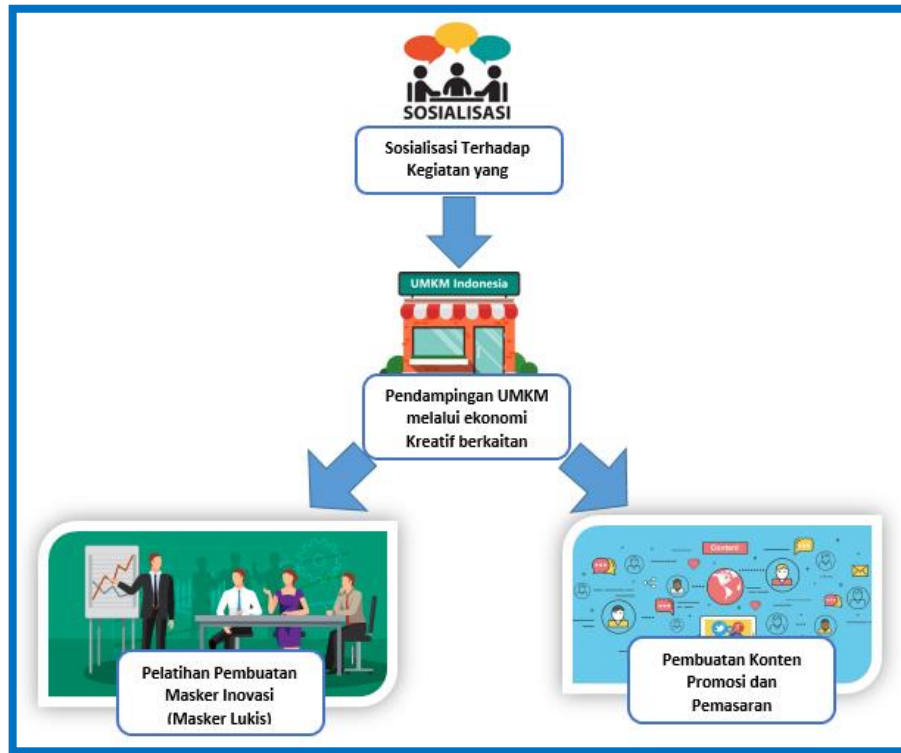 SOSIALISASI
Sosialisasi Terhadap
Kegiatan yang
UMKM Indonesia
Pendampingan UMKM
melalui ekonomi
Kreatif berkaitan
Pelatihan Pembuatan
Masker Inovasi
(Masker Lukis)
Content
Pembuatan Konten
Promosi dan
Pemasaran